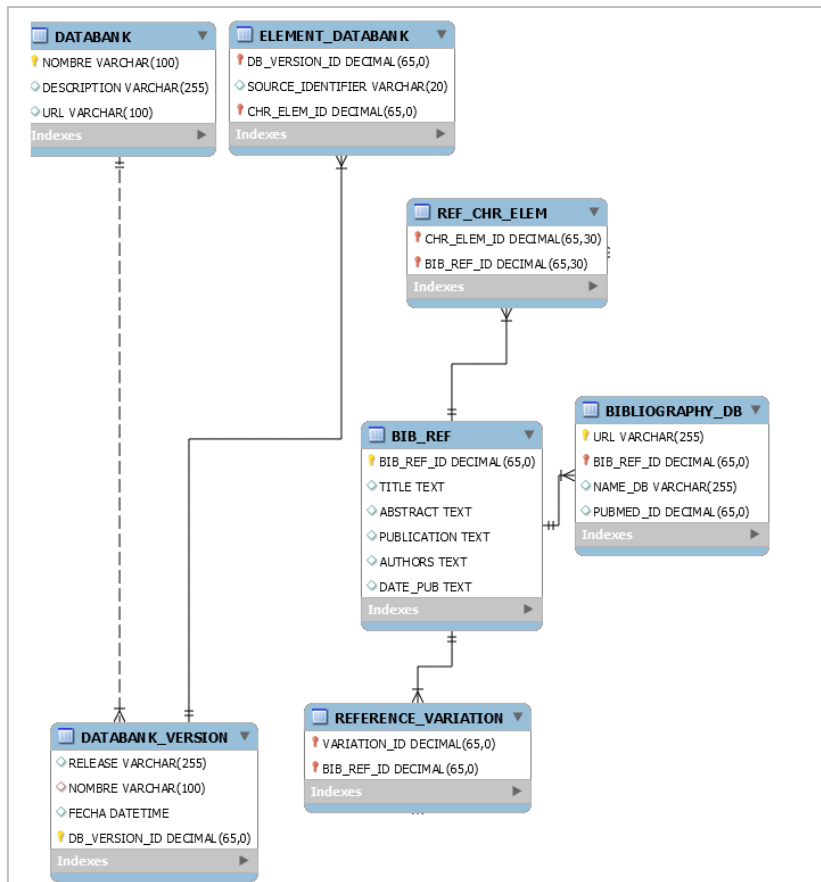 DATABANK
NOMBRE VARCHAR(100)
DESCRIPTION VARCHAR(255)
URL VARCHAR(100)
Indexes
ELEMENT_DATABANK
DB_VERSION_ID DECIMAL(65,0)
SOURCE_IDENTIFIER VARCHAR(20)
CHR_ELEM_ID DECIMAL(65,0)
Indexes
REF_CHR_ELEM
CHR_ELEM_ID DECIMAL(65,30)
BIB_REF_ID DECIMAL(65,30)
Indexes
BIB_REF
BIB_REF_ID DECIMAL(65,0)
TITLE TEXT
ABSTRACT TEXT
PUBLICATION TEXT
AUTHORS TEXT
DATE_PUB TEXT
Indexes
BIBLIOGRAPHY_DB
URL VARCHAR(255)
BIB_REF_ID DECIMAL(65,0)
NAME_DB VARCHAR(255)
PUBMED_ID DECIMAL(65,0)
Indexes
DATABANK_VERSION
RELEASE VARCHAR(255)
NOMBRE VARCHAR(100)
FECHA DATETIME
DB_VERSION_ID DECIMAL(65,0)
Indexes
REFERENCE_VARIATION
VARIATION_ID DECIMAL(65,0)
BIB_REF_ID DECIMAL(65,0)
Indexes